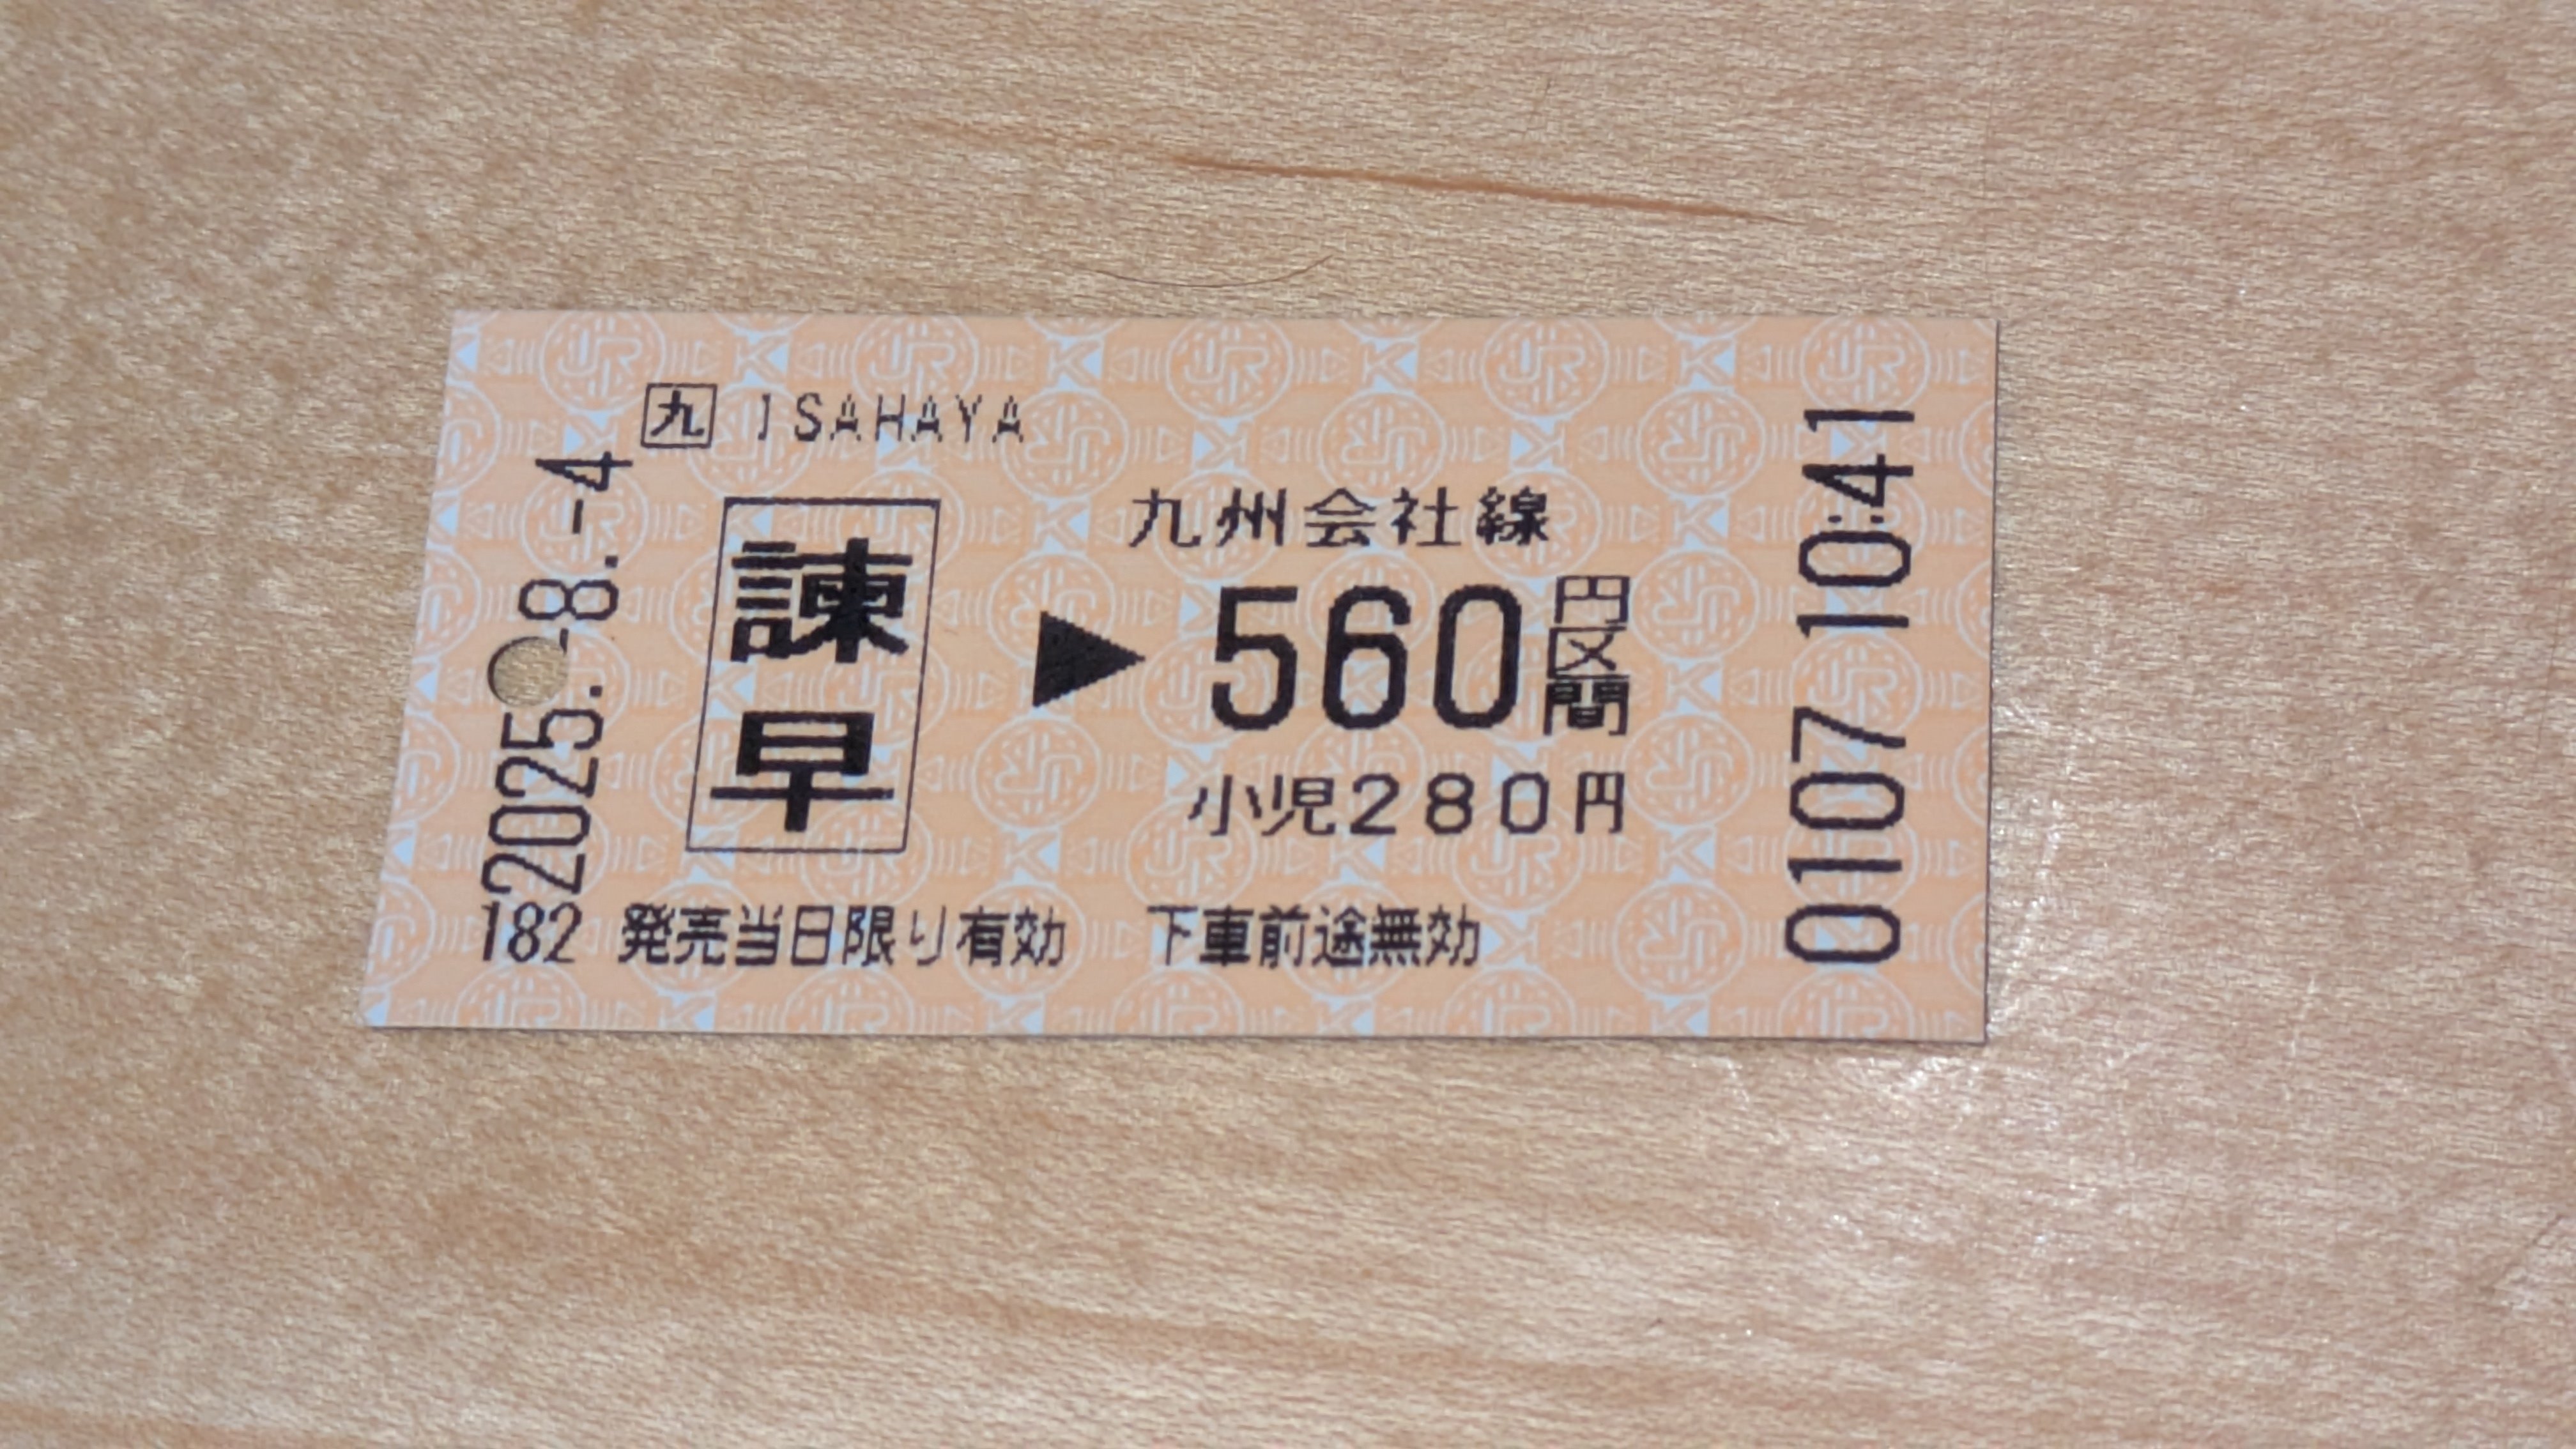 九 ISAHAYA
2025.-8.-4
諫早
九州会社線
▶560円区間
小児280円
182 発売当日限り有効 下車前途無効
0107 10:41